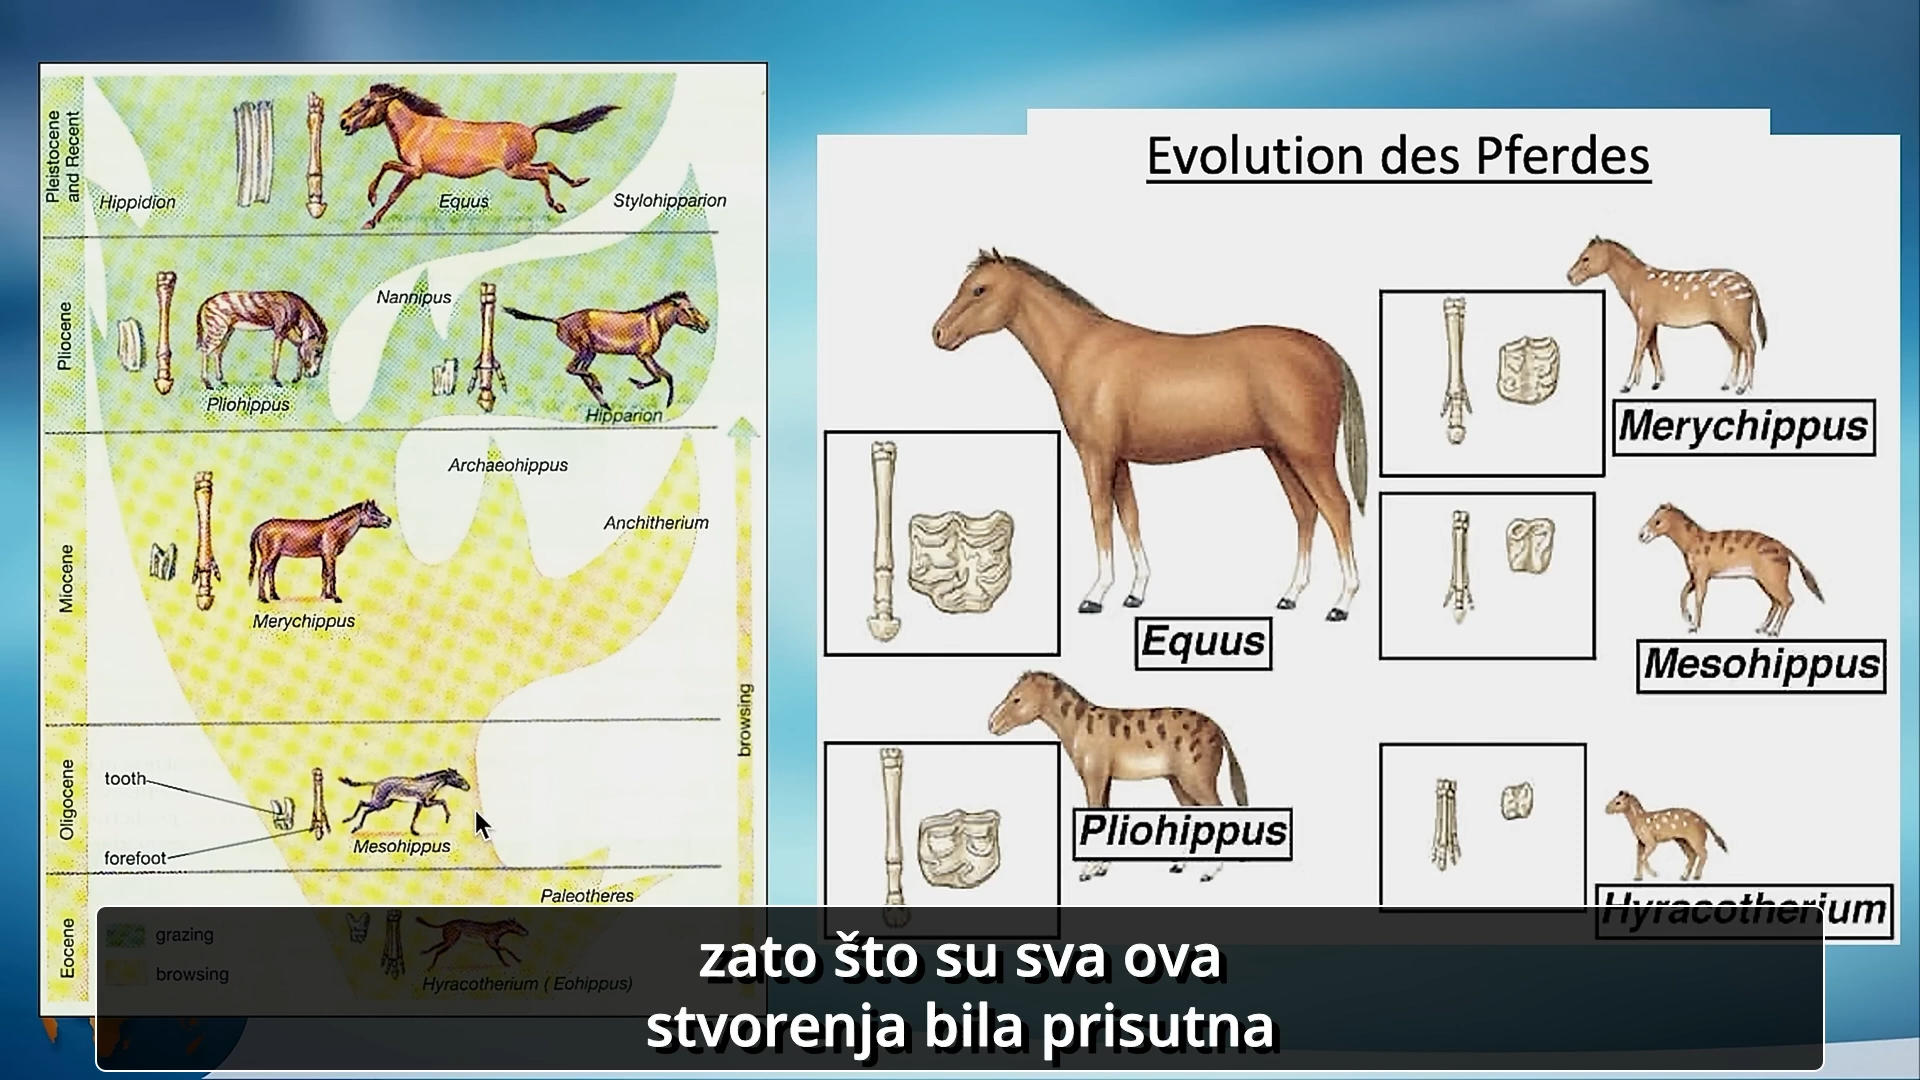 Pleistocene
and Recent
Hippidion
Equus
Stylohipparion
Pliocene
Nannipus
Pliohippus
Hipparion
Miocene
Archaeohippus
Anchitherium
Merychippus
browsing
Oligocene
tooth
forefoot
Mesohippus
Eocene
Paleotheres
grazing
browsing
Hyracotherium ( Eohippus)
Evolution des Pferdes
Merychippus
Equus
Mesohippus
Pliohippus
Hyracotherium
zato što su sva ova
stvorenja bila prisutna